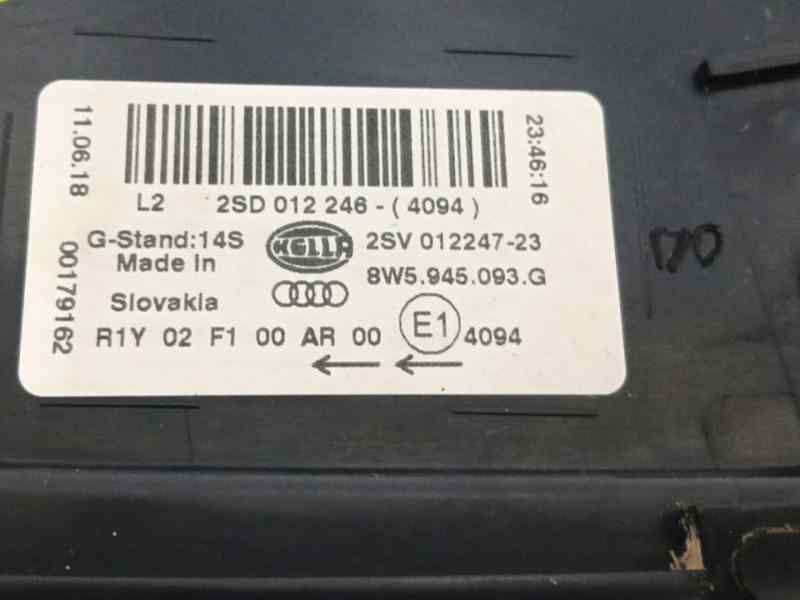 11.06.18
00179162
23:46:16
L2 2SD 012 246-(4094)
G-Stand:14S HELLA 2SV 012247-23
Made In 8W5.945.093.G
Slovakia
R1Y 02 F1 00 AR 00 E1 4094